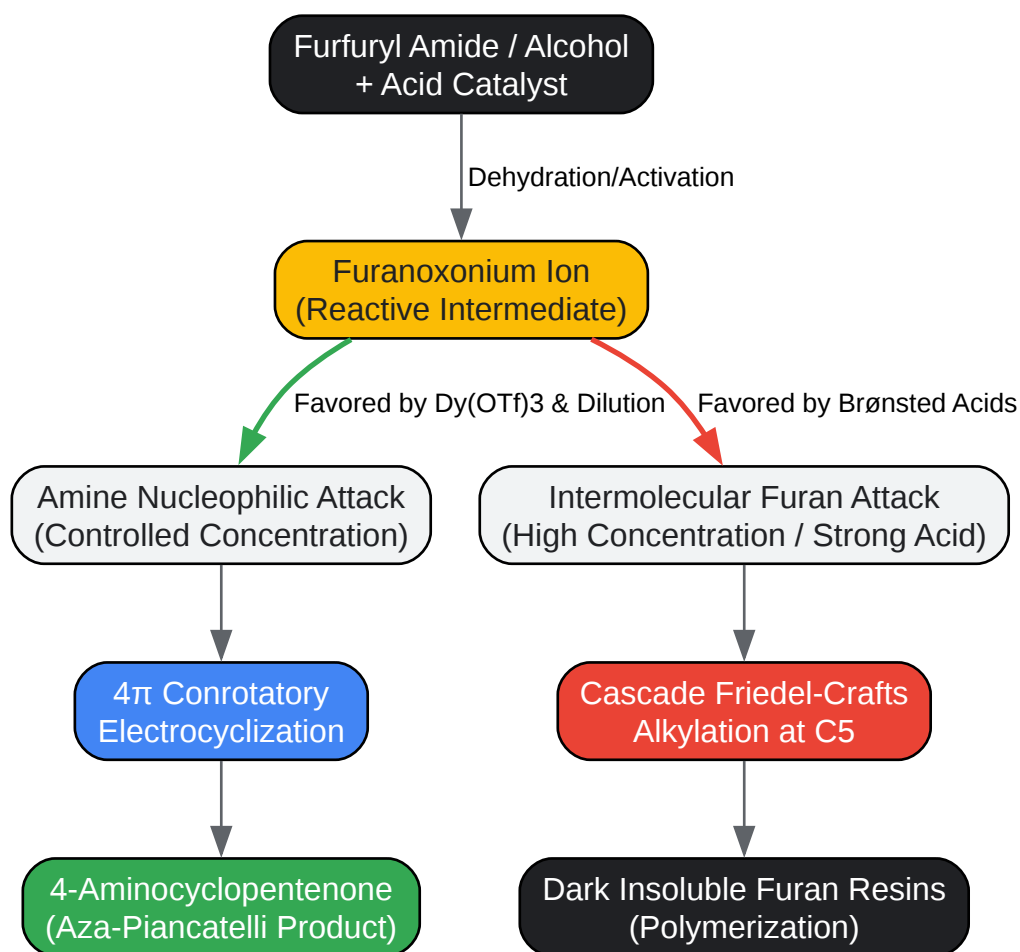 Furfuryl Amide / Alcohol
+ Acid Catalyst
Dehydration/Activation
Furanoxonium Ion
(Reactive Intermediate)
Favored by Dy(OTf)3 & Dilution
Favored by Brønsted Acids
Amine Nucleophilic Attack
(Controlled Concentration)
Intermolecular Furan Attack
(High Concentration / Strong Acid)
4π Conrotatory
Electrocyclization
Cascade Friedel-Crafts
Alkylation at C5
4-Aminocyclopentenone
(Aza-Piancatelli Product)
Dark Insoluble Furan Resins
(Polymerization)